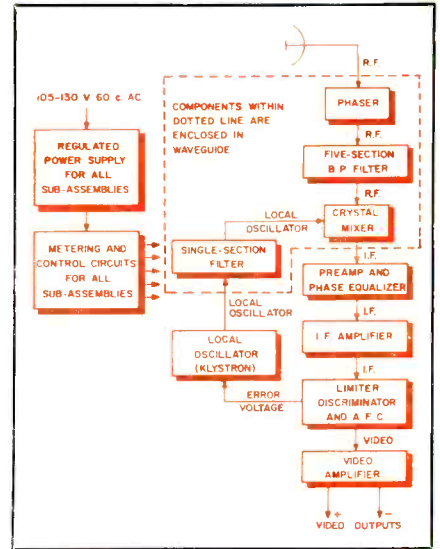 R.F.
105-130 V 60 c. AC
PHASER
COMPONENTS WITHIN
DOTTED LINE ARE
ENCLOSED IN
WAVEGUIDE
R.F.
REGULATED
POWER SUPPLY
FOR ALL
SUB-ASSEMBLIES
FIVE-SECTION
B.P. FILTER
R.F.
LOCAL
OSCILLATOR
CRYSTAL
MIXER
METERING AND
CONTROL CIRCUITS
FOR ALL
SUB-ASSEMBLIES
SINGLE-SECTION
FILTER
I.F.
PREAMP AND
PHASE EQUALIZER
LOCAL
OSCILLATOR
I.F.
I.F. AMPLIFIER
LOCAL
OSCILLATOR
(KLYSTRON)
I.F.
ERROR
VOLTAGE
LIMITER
DISCRIMINATOR
AND A.F.C
VIDEO
VIDEO
AMPLIFIER
+ −
VIDEO OUTPUTS